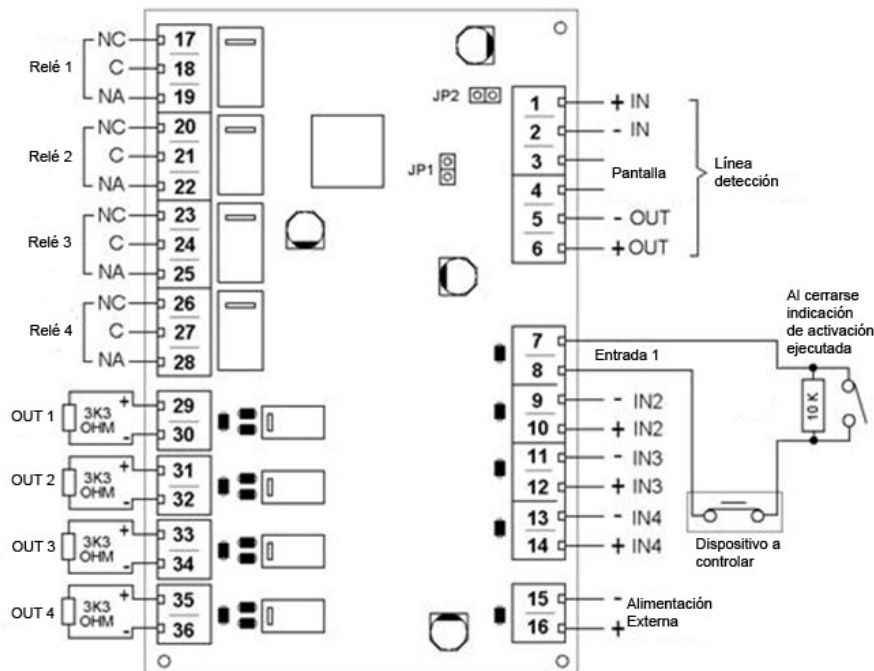 Relé 1
NC
17
C
18
NA
19
Relé 2
NC
20
C
21
NA
22
Relé 3
NC
23
C
24
NA
25
Relé 4
NC
26
C
27
NA
28
OUT 1
3K3
OHM
+
29
-
30
OUT 2
3K3
OHM
+
31
-
32
OUT 3
3K3
OHM
+
33
-
34
OUT 4
3K3
OHM
+
35
-
36
JP2
JP1
1
+ IN
2
- IN
3
Pantalla
4
5
- OUT
6
+ OUT
Línea
detección
7
Entrada 1
8
9
- IN2
10
+ IN2
11
- IN3
12
+ IN3
13
- IN4
14
+ IN4
15
-
16
+
Alimentación
Externa
Al cerrarse
indicación
de activación
ejecutada
10 K
Dispositivo a
controlar